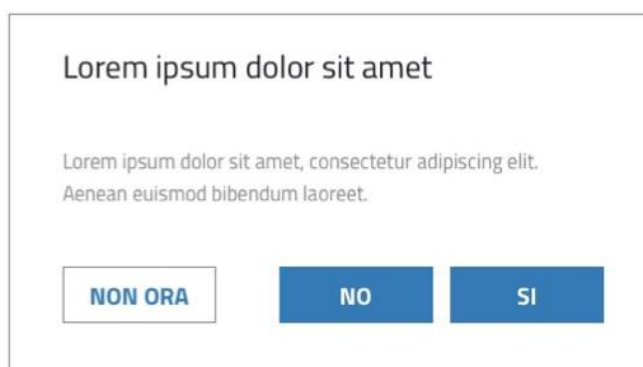 Lorem ipsum dolor sit amet
Lorem ipsum dolor sit amet, consectetur adipiscing elit.
Aenean euismod bibendum laoreet.
NON ORA NO SI